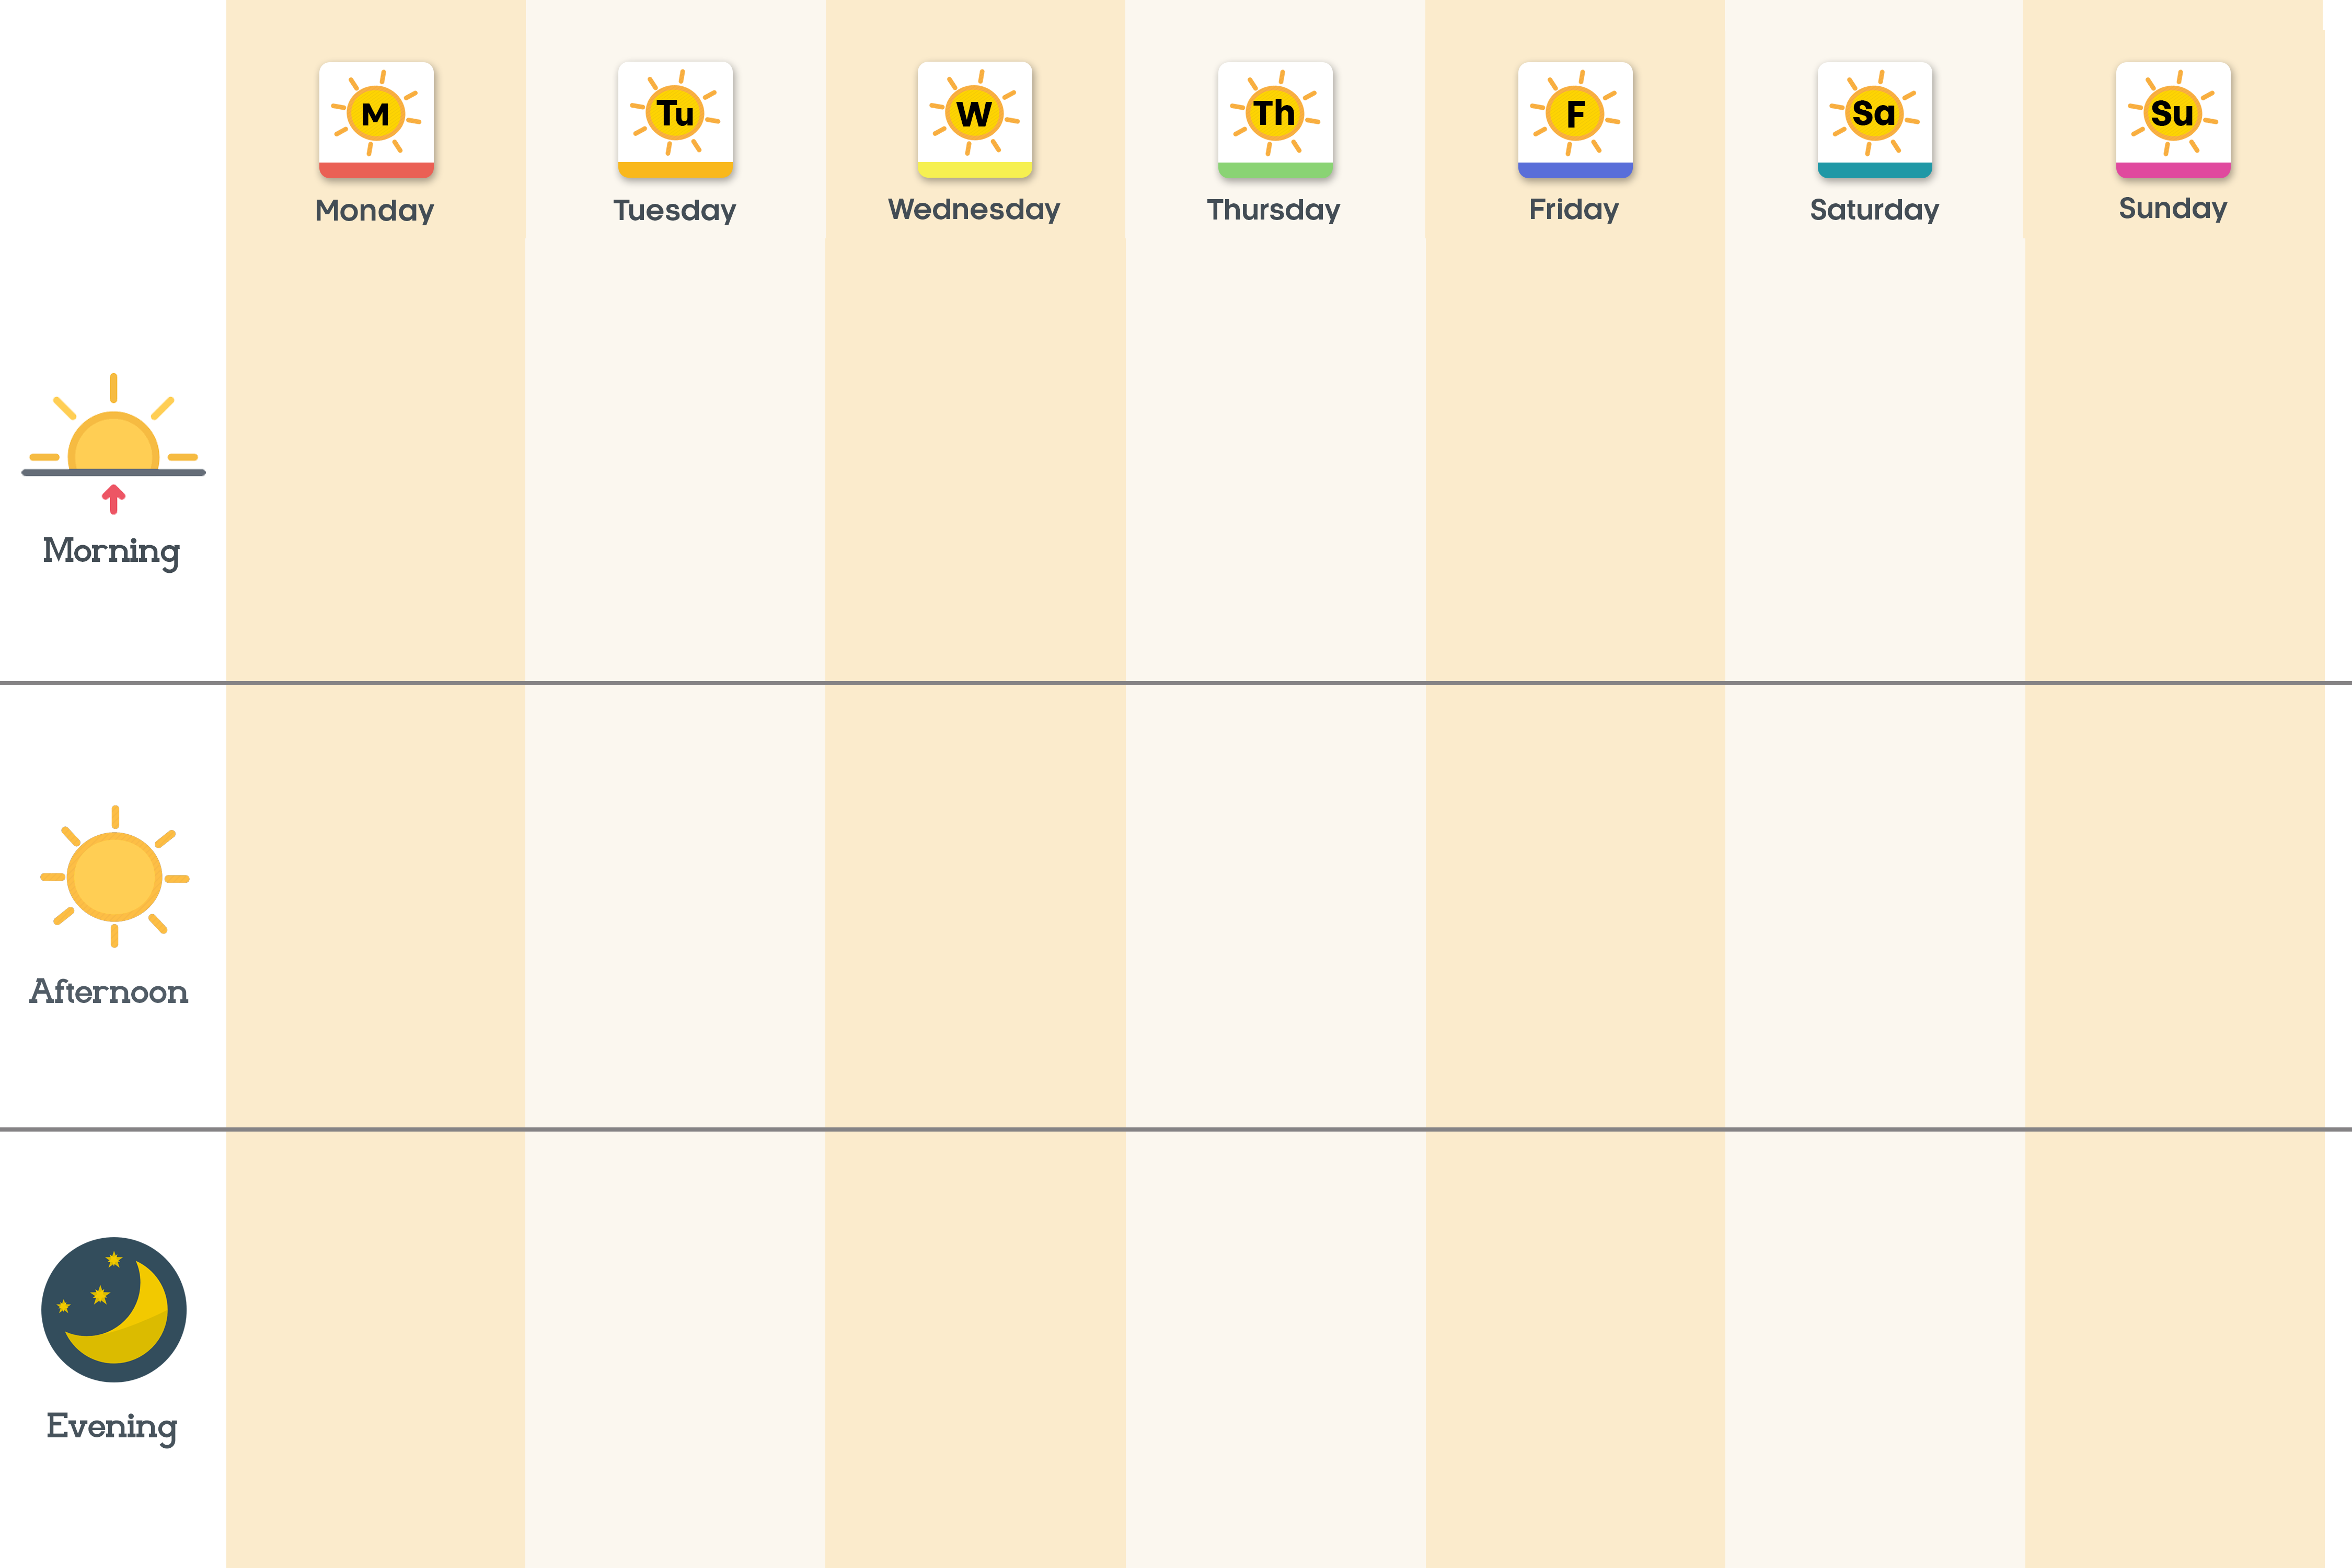 M Tu W Th F Sa Su
Monday Tuesday Wednesday Thursday Friday Saturday Sunday
Morning
Afternoon
Evening